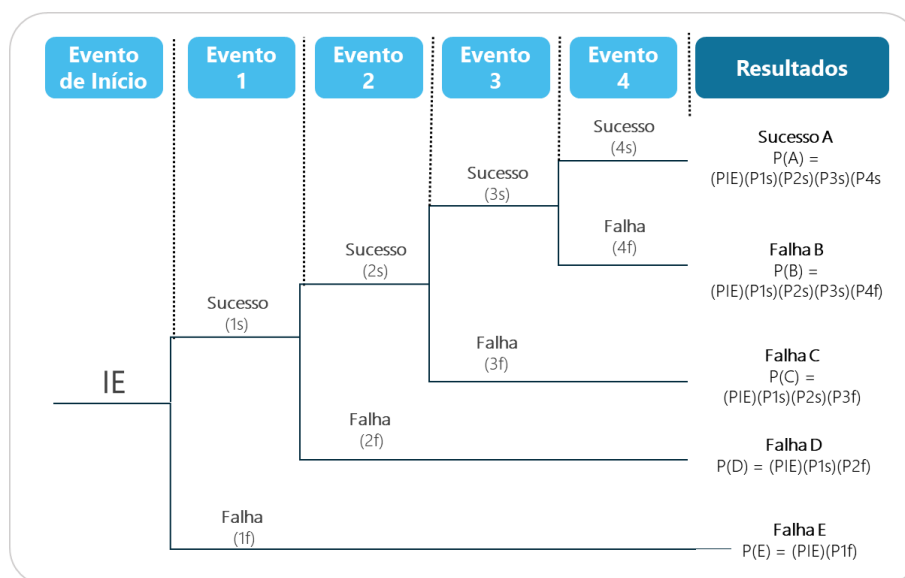 Evento
de Início
Evento
1
Evento
2
Evento
3
Evento
4
Resultados
Sucesso
(4s)
Sucesso A
P(A) =
(PIE)(P1s)(P2s)(P3s)(P4s
Sucesso
(3s)
Falha
(4f)
Falha B
P(B) =
(PIE)(P1s)(P2s)(P3s)(P4f)
Sucesso
(2s)
Sucesso
(1s)
Falha
(3f)
Falha C
P(C) =
(PIE)(P1s)(P2s)(P3f)
IE
Falha
(2f)
Falha D
P(D) = (PIE)(P1s)(P2f)
Falha
(1f)
Falha E
P(E) = (PIE)(P1f)